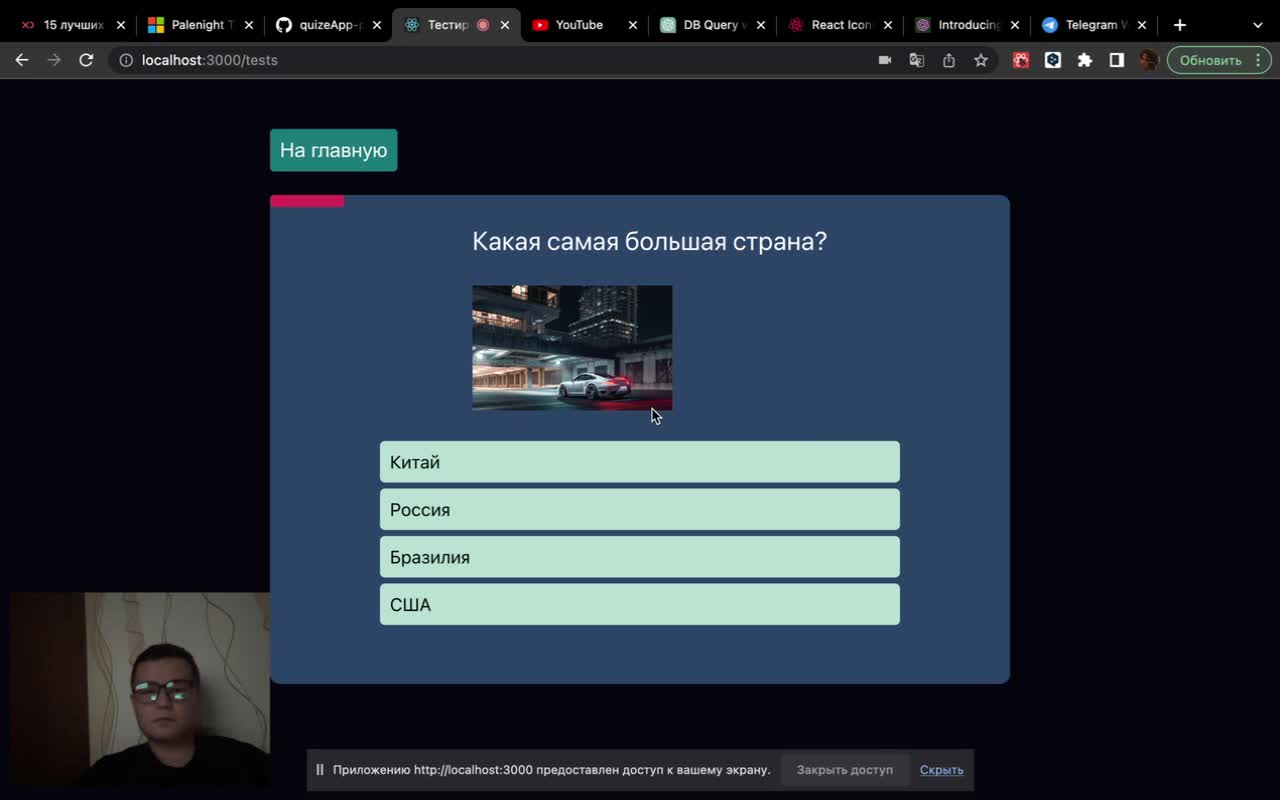 15 лучших
Palenight T
quizeApp-p
Тестир
YouTube
DB Query w
React Icon
Introducing
Telegram W
localhost:3000/tests
Обновить
На главную
Какая самая большая страна?
Китай
Россия
Бразилия
США
Приложению http://localhost:3000 предоставлен доступ к вашему экрану.
Закрыть доступ
Скрыть